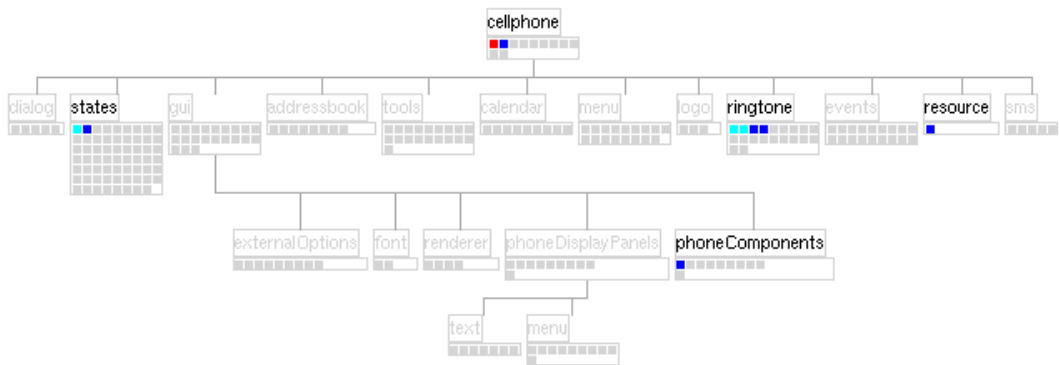 cellphone
dialog states gui addressbook tools calendar menu logo ringtone events resource sms
externalOptions font renderer phoneDisplayPanels phoneComponents
text menu